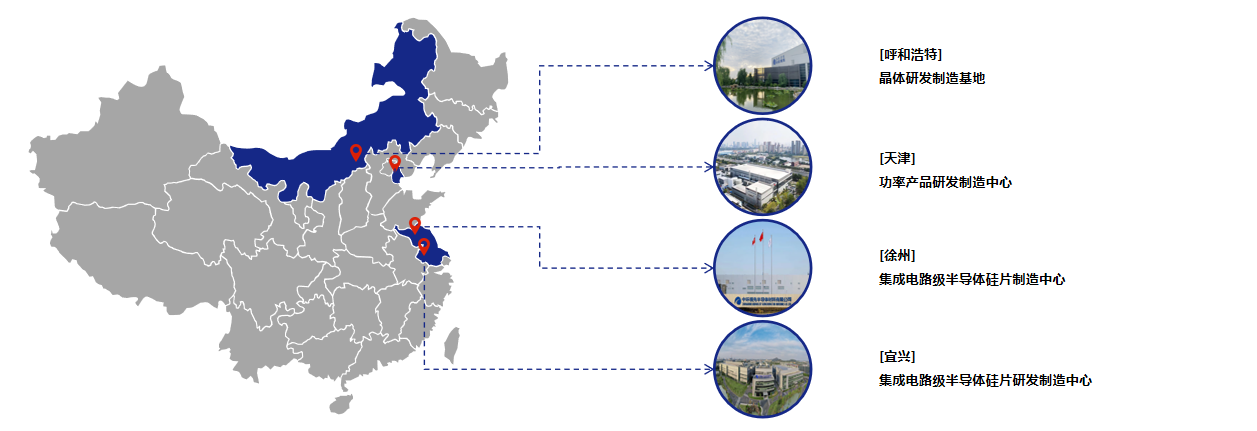 [呼和浩特]
晶体研发制造基地
[天津]
功率产品研发制造中心
[徐州]
集成电路级半导体硅片制造中心
[宜兴]
集成电路级半导体硅片研发制造中心